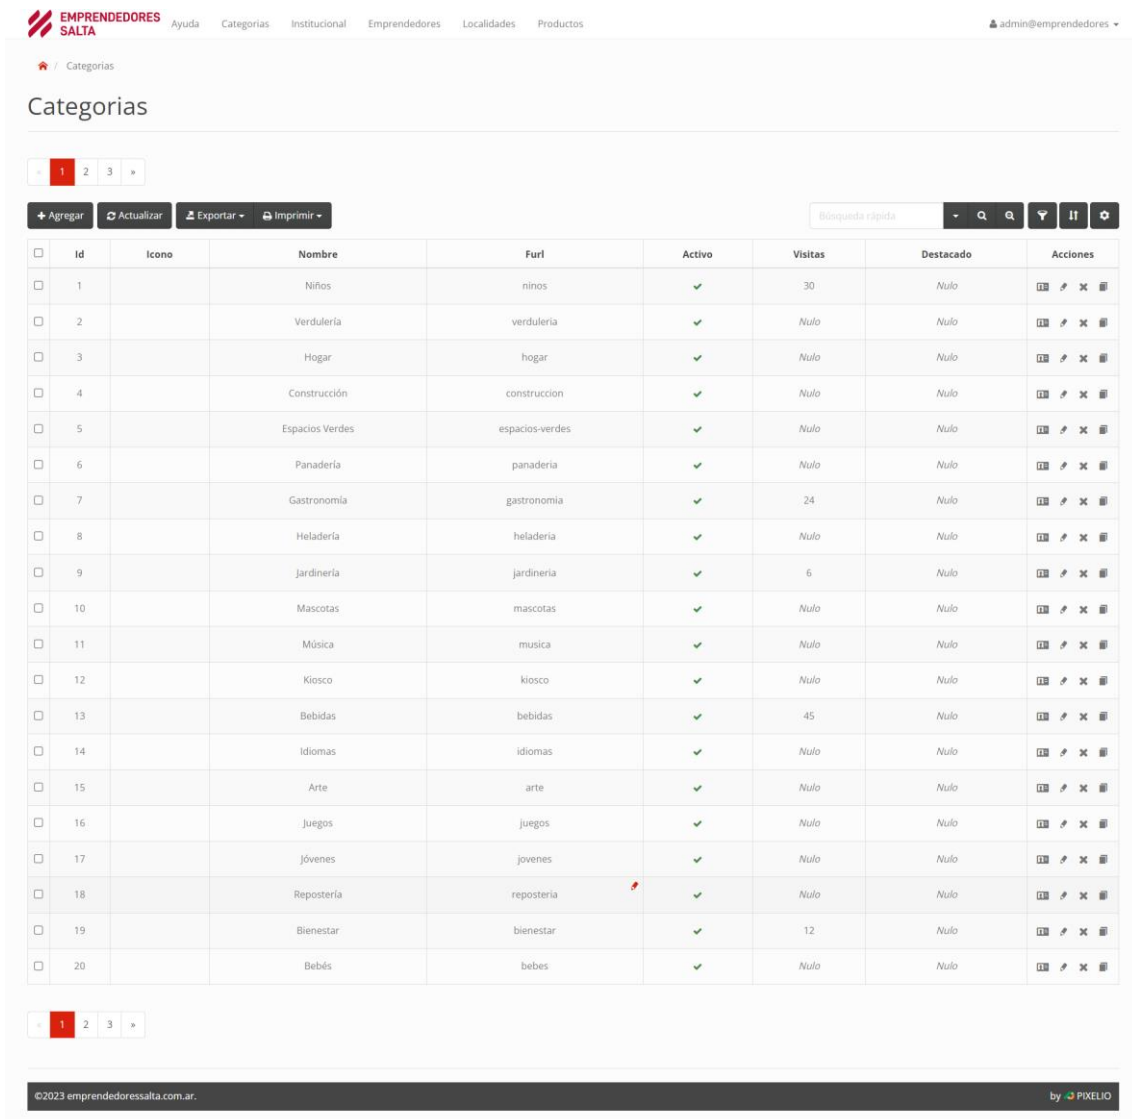 EMPRENDEDORES
SALTA
Ayuda Categorias Institucional Emprendedores Localidades Productos admin@emprendedores
/ Categorias
Categorias
« 1 2 3 »
Agregar Actualizar Exportar Imprimir Búsqueda rápida
Id Icono Nombre Furl Activo Visitas Destacado Acciones
1 Niños ninos 30 Nulo
2 Verdulería verduleria Nulo Nulo
3 Hogar hogar Nulo Nulo
4 Construcción construccion Nulo Nulo
5 Espacios Verdes espacios-verdes Nulo Nulo
6 Panadería panaderia Nulo Nulo
7 Gastronomía gastronomia 24 Nulo
8 Heladería heladeria Nulo Nulo
9 Jardinería jardineria 6 Nulo
10 Mascotas mascotas Nulo Nulo
11 Música musica Nulo Nulo
12 Kiosco kiosco Nulo Nulo
13 Bebidas bebidas 45 Nulo
14 Idiomas idiomas Nulo Nulo
15 Arte arte Nulo Nulo
16 Juegos juegos Nulo Nulo
17 Jóvenes jovenes Nulo Nulo
18 Repostería reposteria Nulo Nulo
19 Bienestar bienestar 12 Nulo
20 Bebés bebes Nulo Nulo
« 1 2 3 »
©2023 emprendedoressalta.com.ar. by PIXELIO